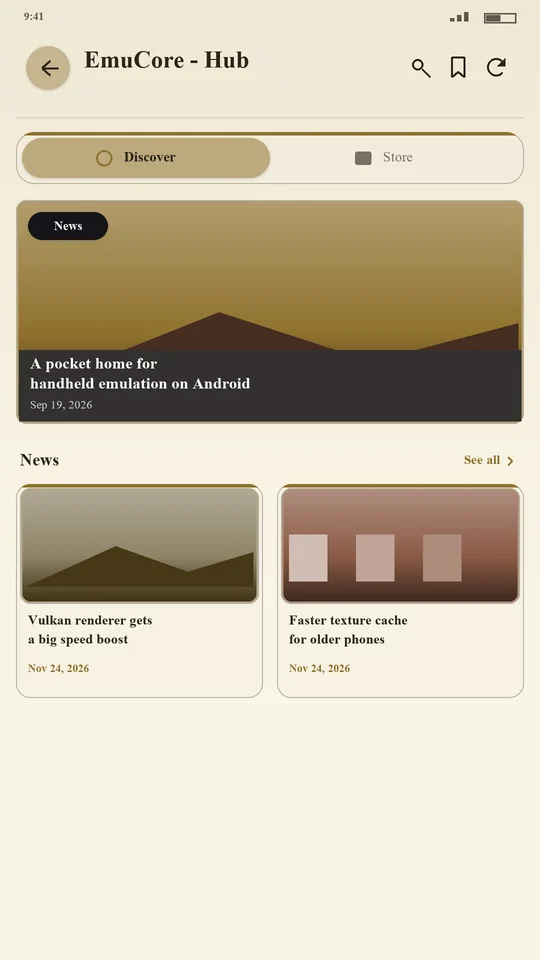 9:41
EmuCore - Hub
Discover
Store
News
A pocket home for
handheld emulation on Android
Sep 19, 2026
News
See all
Vulkan renderer gets
a big speed boost
Nov 24, 2026
Faster texture cache
for older phones
Nov 24, 2026